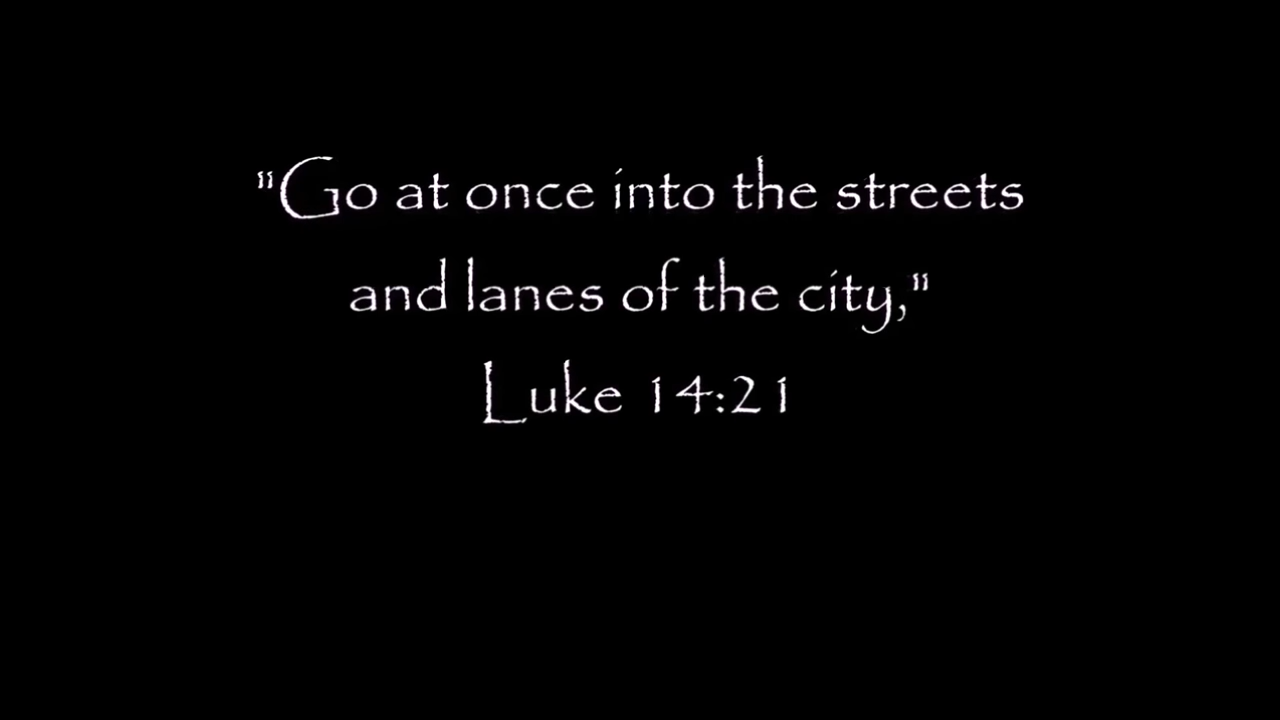 "Go at once into the streets
and lanes of the city,"
Luke 14:21